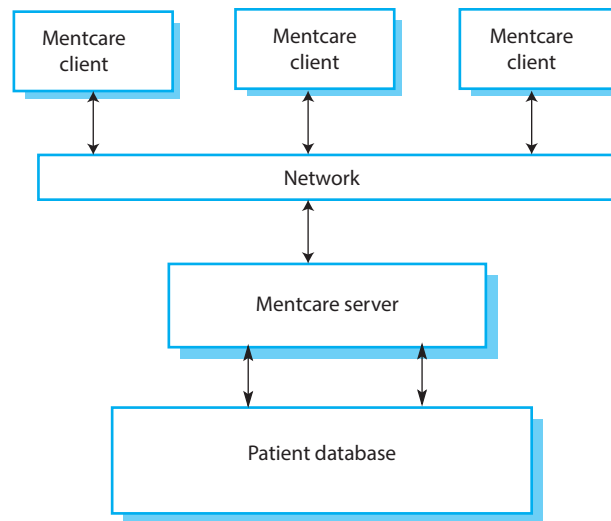 Mentcare
client
Mentcare
client
Mentcare
client
Network
Mentcare server
Patient database